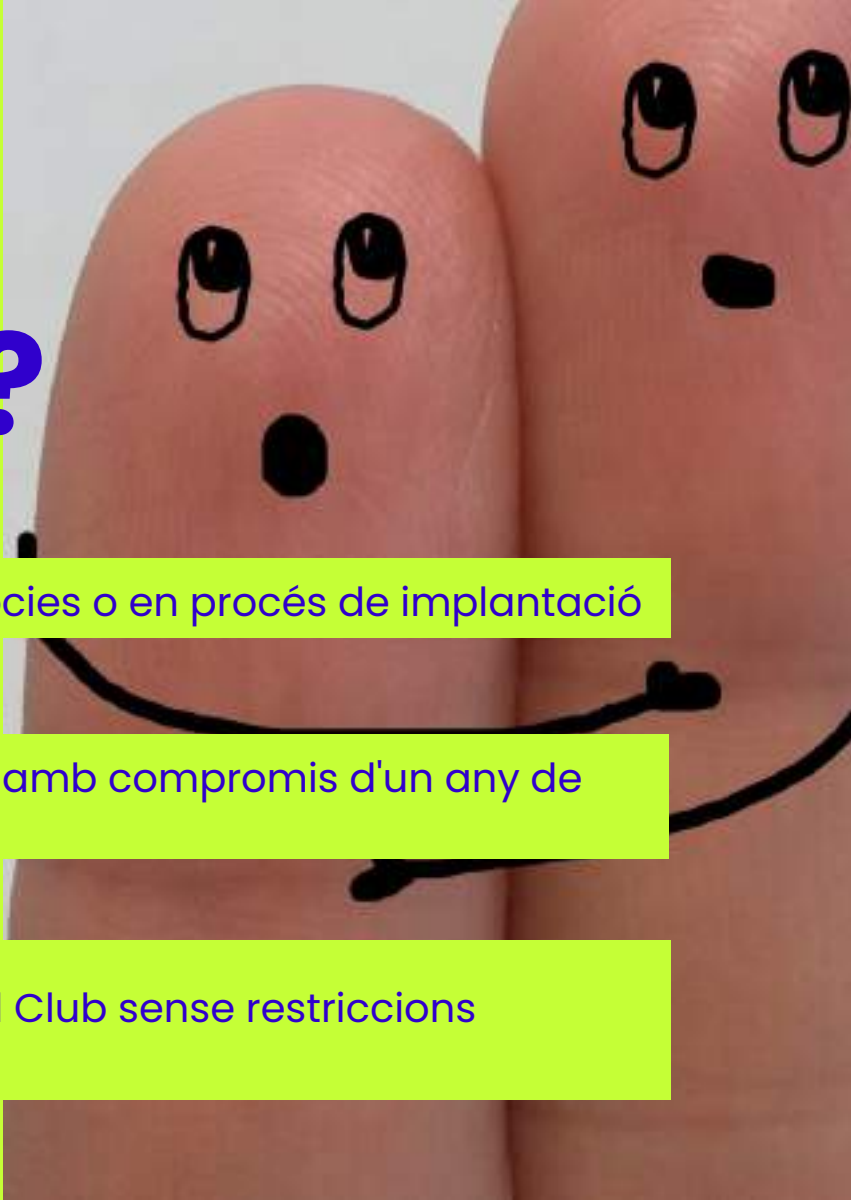 ?
cies o en procés de implantació
amb compromis d'un any de
Club sense restriccions